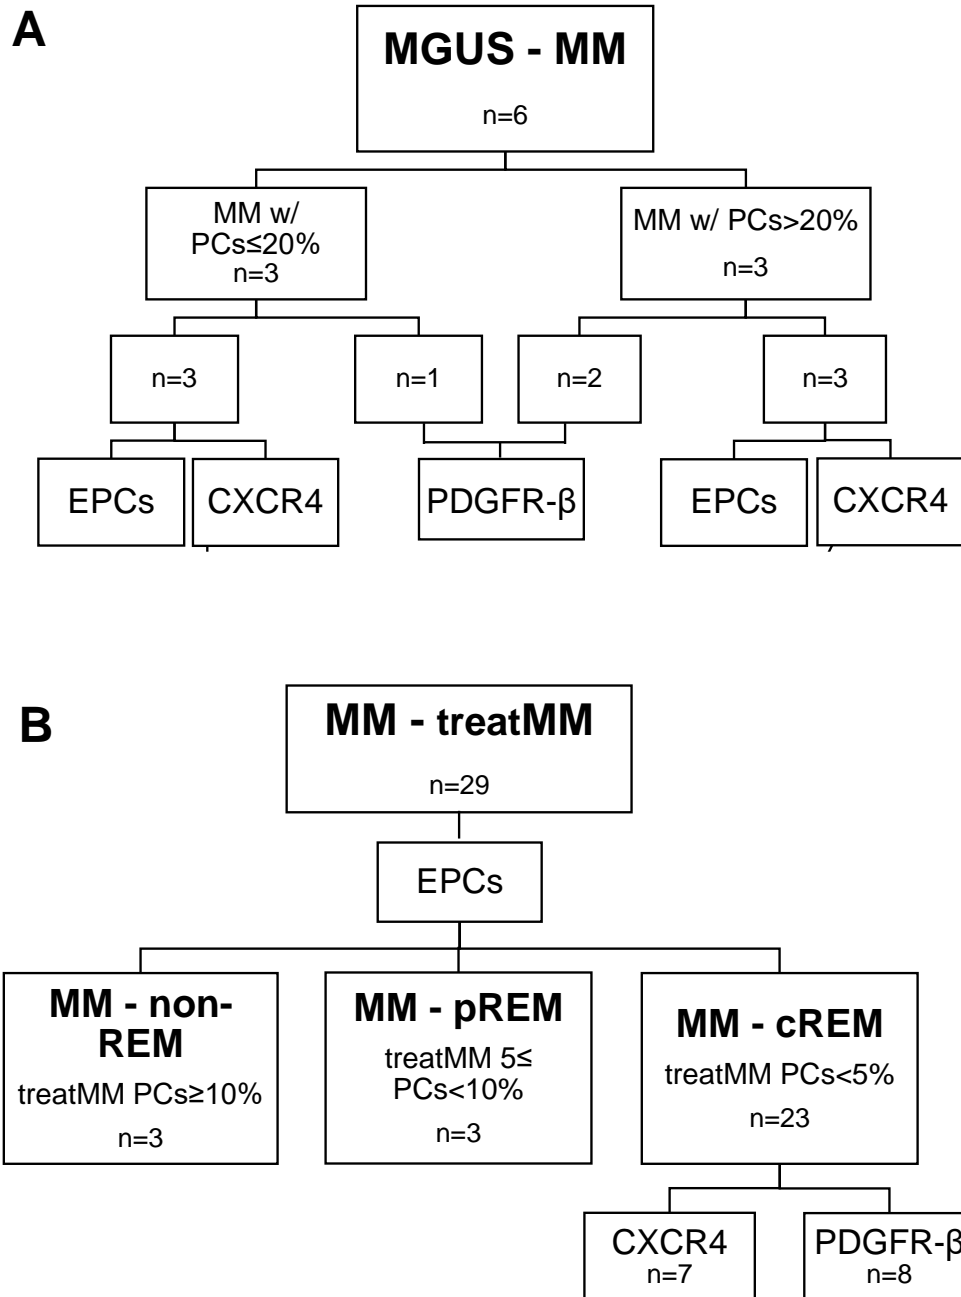 A
MGUS - MM
n=6
MM w/
PCs≤20%
n=3
MM w/ PCs>20%
n=3
n=3
n=1
n=2
n=3
EPCs
CXCR4
PDGFR-β
EPCs
CXCR4
B
MM - treatMM
n=29
EPCs
MM - non-
REM
treatMM PCs≥10%
n=3
MM - pREM
treatMM 5≤
PCs<10%
n=3
MM - cREM
treatMM PCs<5%
n=23
CXCR4
n=7
PDGFR-β
n=8